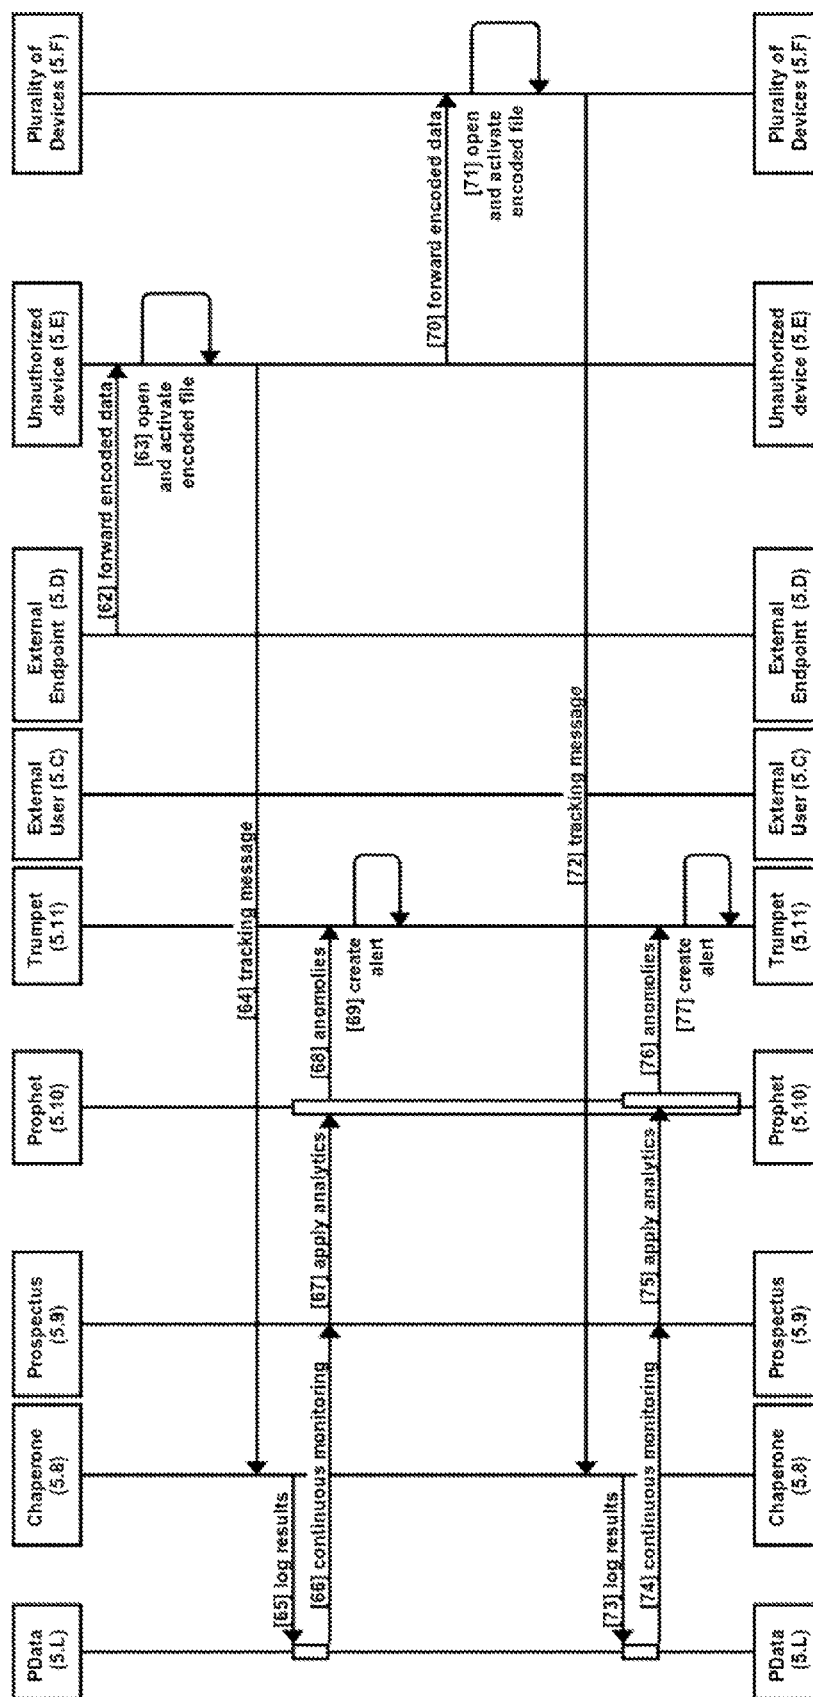 PData
(5.L)
Chaperone
(5.8)
Prospectus
(5.9)
Prophet
(5.10)
Trumpet
(5.11)
External
User (5.C)
External
Endpoint (5.D)
Unauthorized
device (5.E)
Plurality of
Devices (5.F)
[62] forward encoded data
[63] open
and activate
encoded file
[64] tracking message
[65] log results
[66] continuous monitoring
[67] apply analytics
[68] anomolies
[69] create
alert
[70] forward encoded data
[71] open
and activate
encoded file
[72] tracking message
[73] log results
[74] continuous monitoring
[75] apply analytics
[76] anomolies
[77] create
alert
PData
(5.L)
Chaperone
(5.8)
Prospectus
(5.9)
Prophet
(5.10)
Trumpet
(5.11)
External
User (5.C)
External
Endpoint (5.D)
Unauthorized
device (5.E)
Plurality of
Devices (5.F)